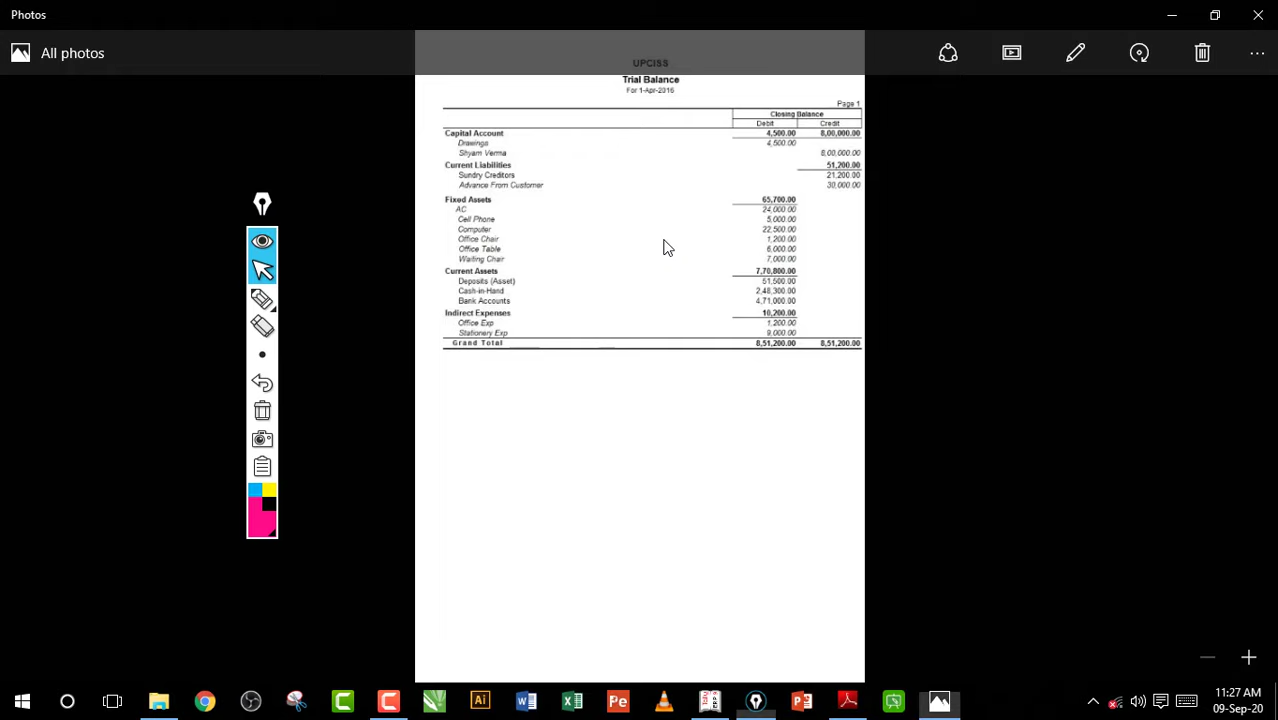 Photos
All photos
UPCISS
Trial Balance
For 1-Apr-2016
Page 1
Closing Balance
Debit Credit
Capital Account 4,500.00 8,00,000.00
Drawings 4,500.00
Shyam Verma 8,00,000.00
Current Liabilities 51,200.00
Sundry Creditors 21,200.00
Advance From Customer 30,000.00
Fixed Assets 65,700.00
AC 24,000.00
Cell Phone 5,000.00
Computer 22,500.00
Office Chair 1,200.00
Office Table 6,000.00
Waiting Chair 7,000.00
Current Assets 7,70,800.00
Deposits (Asset) 51,500.00
Cash-in-Hand 2,48,300.00
Bank Accounts 4,71,000.00
Indirect Expenses 10,200.00
Office Exp 1,200.00
Stationery Exp 9,000.00
Grand Total 8,51,200.00 8,51,200.00
11:27 AM
09-Sep-20